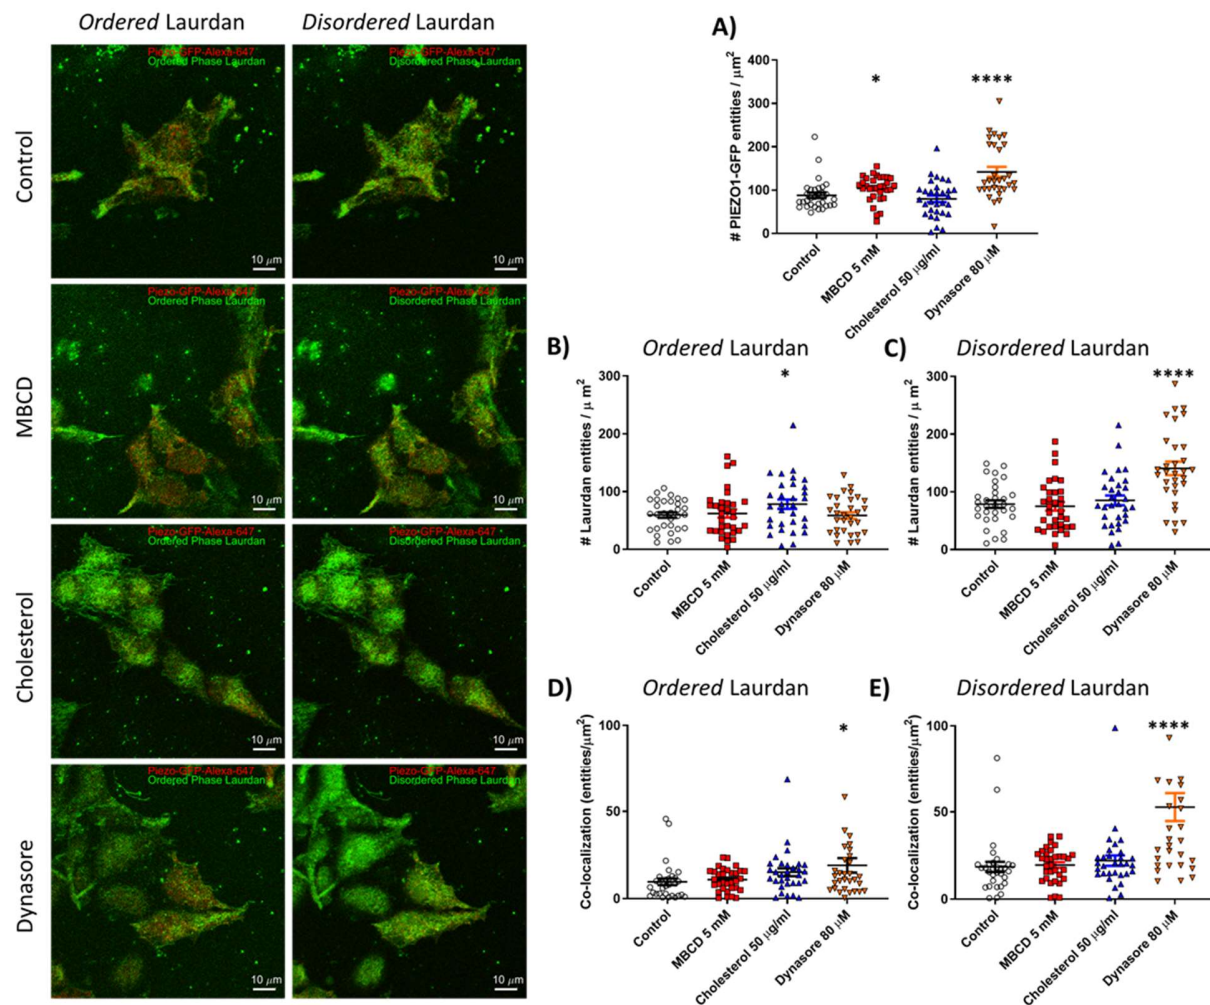 Ordered Laurdan
Disordered Laurdan
Control
Piezo-GFP-Alexa-647
Ordered Phase Laurdan
10 μm
Piezo-GFP-Alexa-647
Disordered Phase Laurdan
10 μm
MBCD
Piezo-GFP-Alexa-647
Ordered Phase Laurdan
10 μm
Piezo-GFP-Alexa-647
Disordered Phase Laurdan
10 μm
Cholesterol
Piezo-GFP-Alexa-647
Ordered Phase Laurdan
10 μm
Piezo-GFP-Alexa-647
Disordered Phase Laurdan
10 μm
Dynasore
Piezo-GFP-Alexa-647
Ordered Phase Laurdan
10 μm
Piezo-GFP-Alexa-647
Disordered Phase Laurdan
10 μm
A)
# PIEZO1-GFP entities / μm²
400
300
200
100
0
*
****
Control
MBCD 5 mM
Cholesterol 50 μg/ml
Dynasore 80 μM
B)
Ordered Laurdan
# Laurdan entities / μ m²
300
200
100
0
*
Control
MBCD 5 mM
Cholesterol 50 μg/ml
Dynasore 80 μM
C)
Disordered Laurdan
# Laurdan entities / μ m²
300
200
100
0
****
Control
MBCD 5 mM
Cholesterol 50 μg/ml
Dynasore 80 μM
D)
Ordered Laurdan
Co-localization (entities/μm²)
100
50
0
*
Control
MBCD 5 mM
Cholesterol 50 μg/ml
Dynasore 80 μM
E)
Disordered Laurdan
Co-localization (entities/μm²)
100
50
0
****
Control
MBCD 5 mM
Cholesterol 50 μg/ml
Dynasore 80 μM